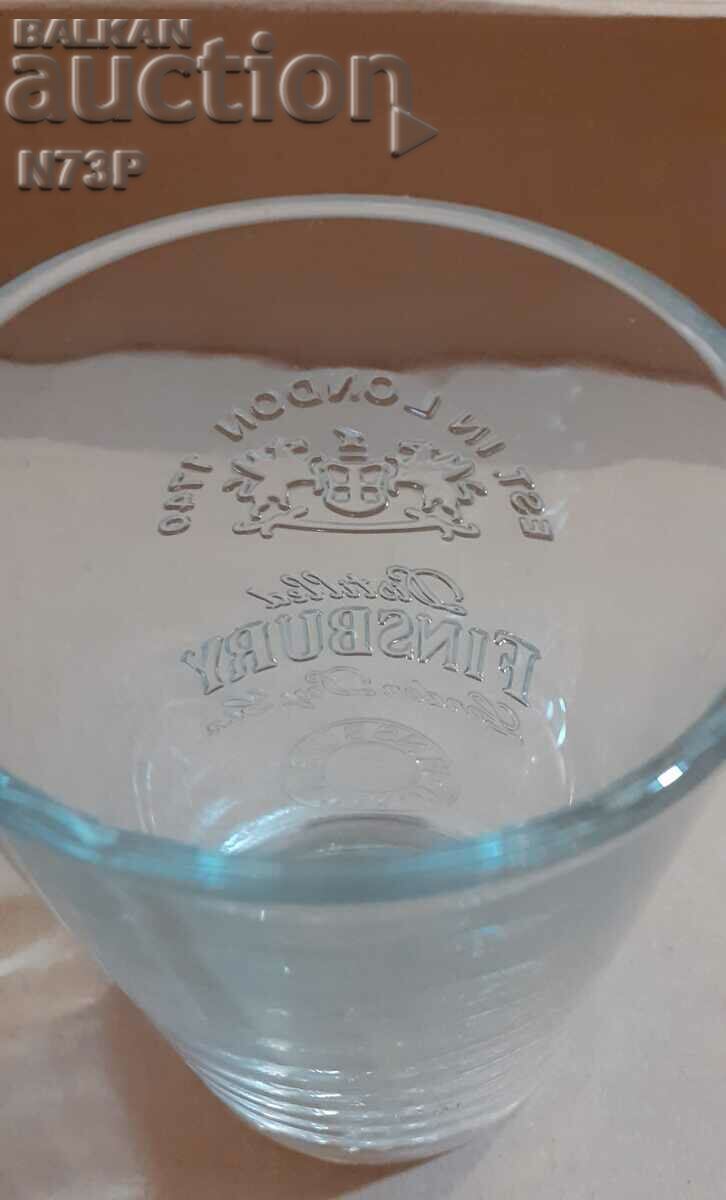 BALKAN
auction
N73P
EST IN LONDON 1740
Distilled
FINSBURY
London Dry Gin